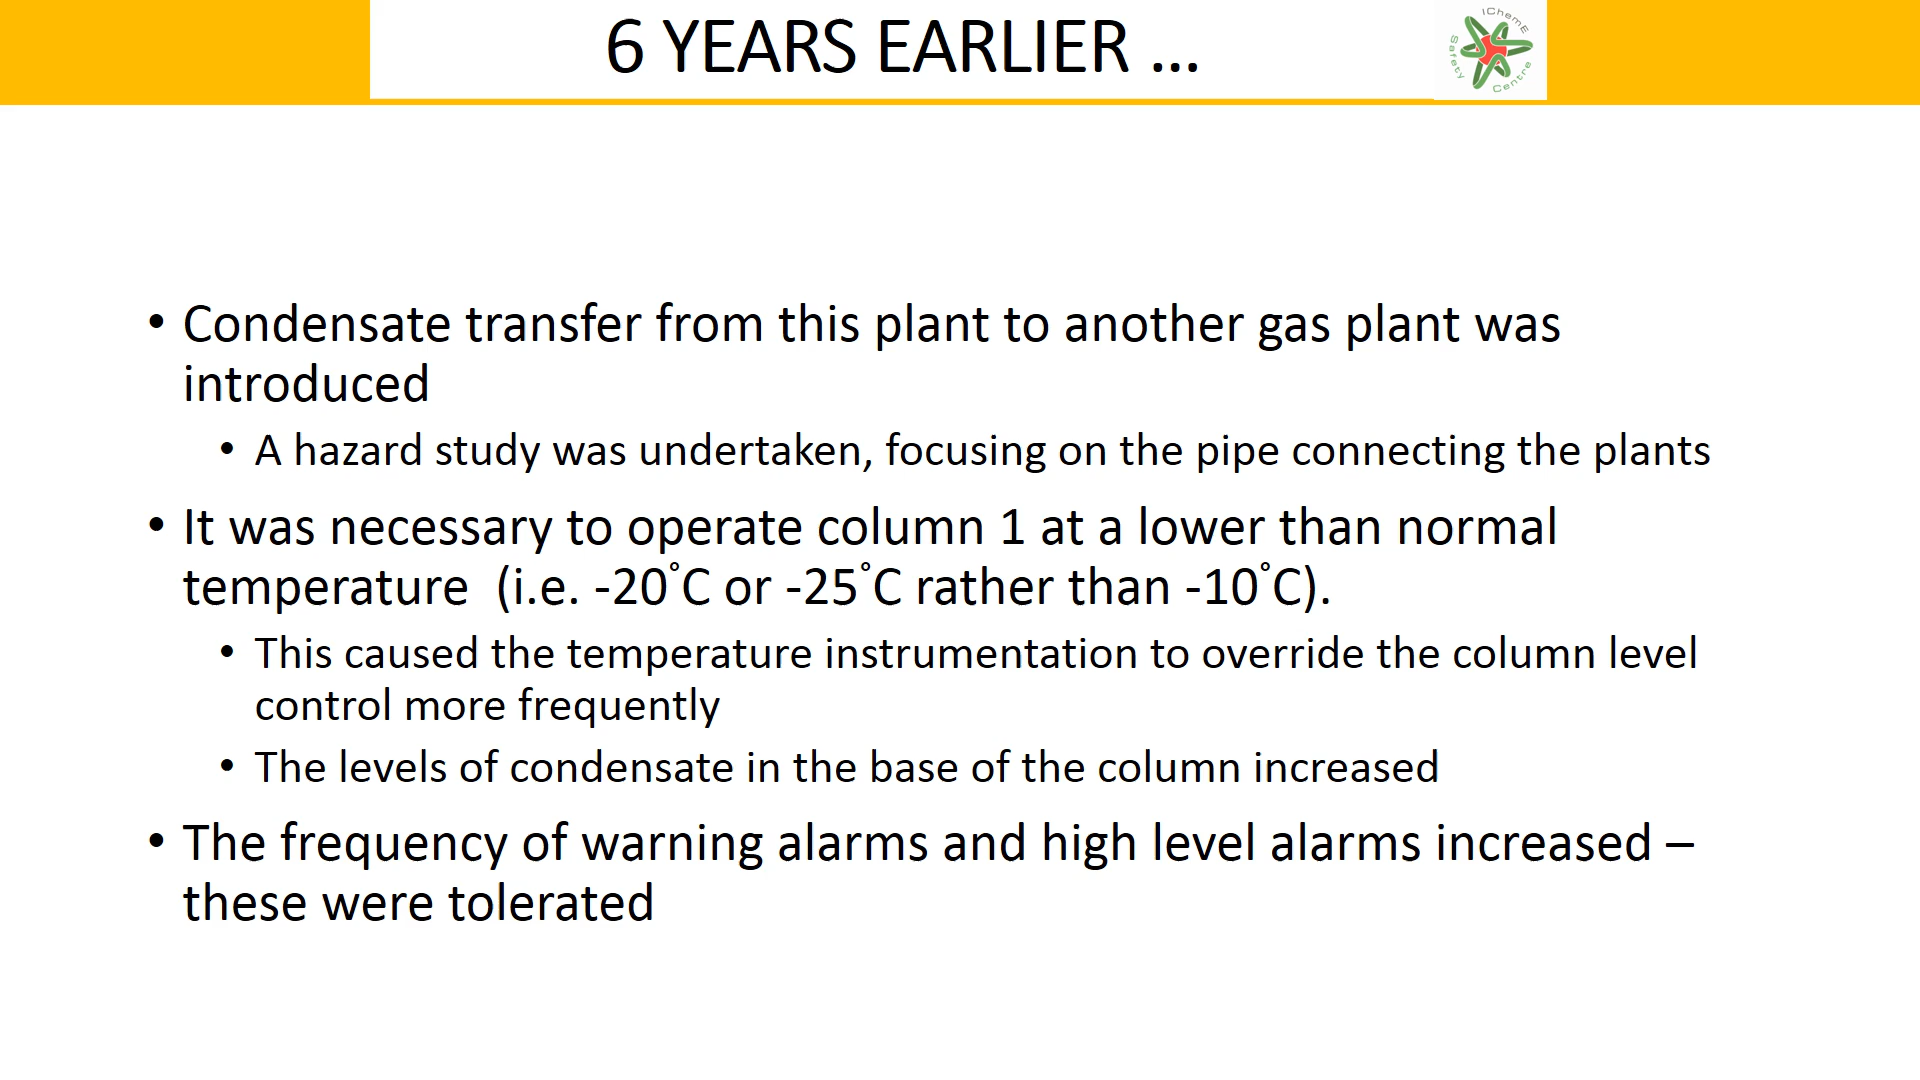 6 YEARS EARLIER ...
IChemE
Safety
Centre
• Condensate transfer from this plant to another gas plant was
introduced
• A hazard study was undertaken, focusing on the pipe connecting the plants
• It was necessary to operate column 1 at a lower than normal
temperature  (i.e. -20°C or -25°C rather than -10°C).
• This caused the temperature instrumentation to override the column level
control more frequently
• The levels of condensate in the base of the column increased
• The frequency of warning alarms and high level alarms increased –
these were tolerated